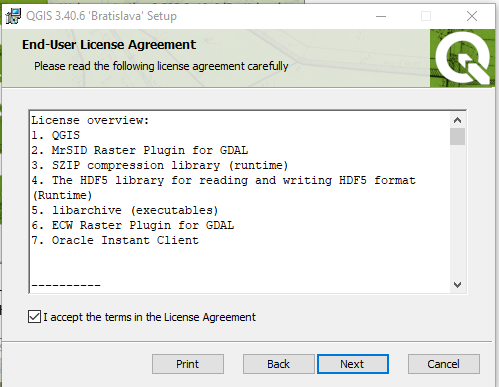 QGIS 3.40.6 'Bratislava' Setup
End-User License Agreement
Please read the following license agreement carefully
License overview:
1. QGIS
2. MrSID Raster Plugin for GDAL
3. SZIP compression library (runtime)
4. The HDF5 library for reading and writing HDF5 format
(Runtime)
5. libarchive (executables)
6. ECW Raster Plugin for GDAL
7. Oracle Instant Client
----------
I accept the terms in the License Agreement
Print Back Next Cancel